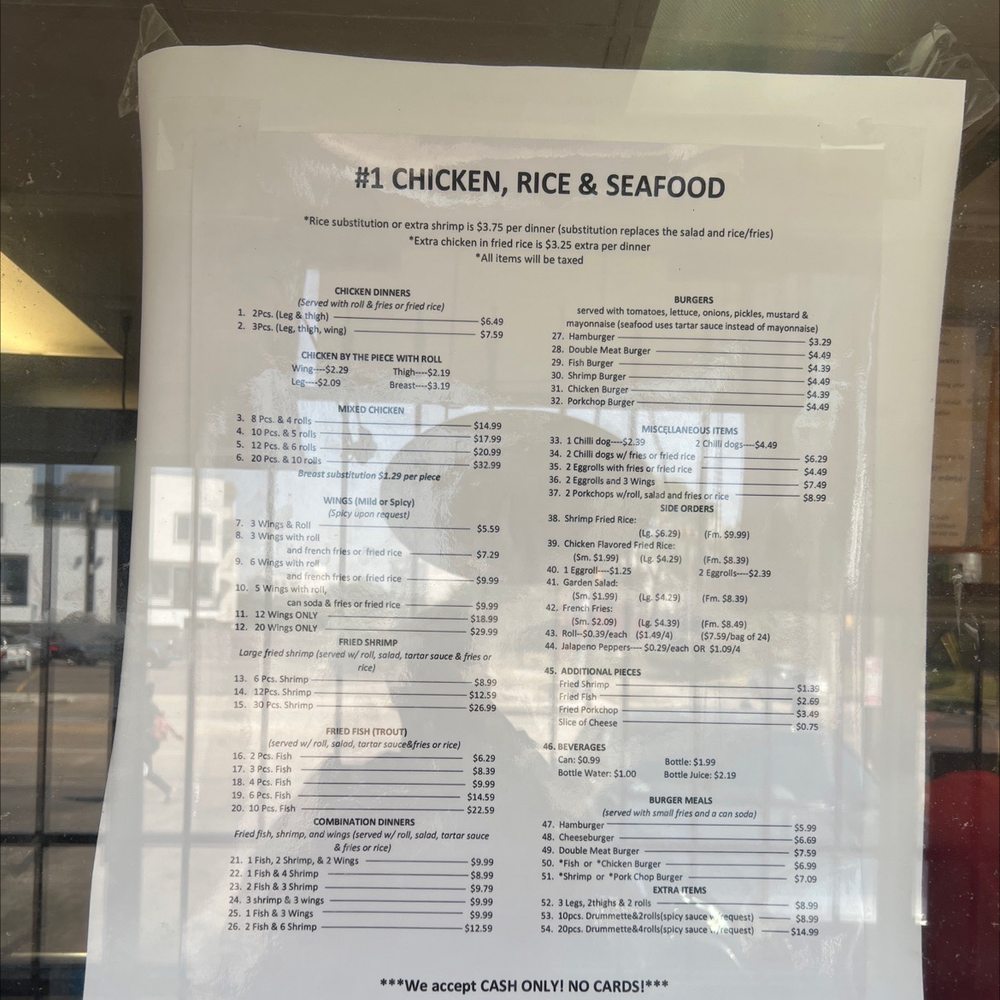 #1 CHICKEN, RICE & SEAFOOD
*Rice substitution or extra shrimp is $3.75 per dinner (substitution replaces the salad and rice/fries)
*Extra chicken in fried rice is $3.25 extra per dinner
*All items will be taxed
CHICKEN DINNERS
(Served with roll & fries or fried rice)
1. 2Pcs. (Leg & thigh) $6.49
2. 3Pcs. (Leg, thigh, wing) $7.59
CHICKEN BY THE PIECE WITH ROLL
Wing----$2.29 Thigh----$2.19
Leg----$2.09 Breast----$3.19
MIXED CHICKEN
3. 8 Pcs. & 4 rolls $14.99
4. 10 Pcs. & 5 rolls $17.99
5. 12 Pcs. & 6 rolls $20.99
6. 20 Pcs. & 10 rolls $32.99
Breast substitution $1.29 per piece
WINGS (Mild or Spicy)
(Spicy upon request)
7. 3 Wings & Roll $5.59
8. 3 Wings with roll
and french fries or fried rice $7.29
9. 6 Wings with roll
and french fries or fried rice $9.99
10. 5 Wings with roll,
can soda & fries or fried rice $9.99
11. 12 Wings ONLY $18.99
12. 20 Wings ONLY $29.99
FRIED SHRIMP
Large fried shrimp (served w/ roll, salad, tartar sauce & fries or
rice)
13. 6 Pcs. Shrimp $8.99
14. 12Pcs. Shrimp $12.59
15. 30 Pcs. Shrimp $26.99
FRIED FISH (TROUT)
(served w/ roll, salad, tartar sauce&fries or rice)
16. 2 Pcs. Fish $6.29
17. 3 Pcs. Fish $8.39
18. 4 Pcs. Fish $9.99
19. 6 Pcs. Fish $14.59
20. 10 Pcs. Fish $22.59
COMBINATION DINNERS
Fried fish, shrimp, and wings (served w/ roll, salad, tartar sauce
& fries or rice)
21. 1 Fish, 2 Shrimp, & 2 Wings $9.99
22. 1 Fish & 4 Shrimp $8.99
23. 2 Fish & 3 Shrimp $9.79
24. 3 shrimp & 3 wings $9.99
25. 1 Fish & 3 Wings $9.99
26. 2 Fish & 6 Shrimp $12.59
BURGERS
served with tomatoes, lettuce, onions, pickles, mustard &
mayonnaise (seafood uses tartar sauce instead of mayonnaise)
27. Hamburger $3.29
28. Double Meat Burger $4.49
29. Fish Burger $4.39
30. Shrimp Burger $4.49
31. Chicken Burger $4.39
32. Porkchop Burger $4.49
MISCELLANEOUS ITEMS
33. 1 Chilli dog----$2.39 2 Chilli dogs----$4.49
34. 2 Chilli dogs w/ fries or fried rice $6.29
35. 2 Eggrolls with fries or fried rice $4.49
36. 2 Eggrolls and 3 Wings $7.49
37. 2 Porkchops w/roll, salad and fries or rice $8.99
SIDE ORDERS
38. Shrimp Fried Rice:
(Lg. $6.29) (Fm. $9.99)
39. Chicken Flavored Fried Rice:
(Sm. $1.99) (Lg. $4.29) (Fm. $8.39)
40. 1 Eggroll----$1.25 2 Eggrolls----$2.39
41. Garden Salad:
(Sm. $1.99) (Lg. $4.29) (Fm. $8.39)
42. French Fries:
(Sm. $2.09) (Lg. $4.39) (Fm. $8.49)
43. Roll--$0.39/each ($1.49/4) ($7.59/bag of 24)
44. Jalapeno Peppers---- $0.29/each OR $1.09/4
45. ADDITIONAL PIECES
Fried Shrimp $1.39
Fried Fish $2.69
Fried Porkchop $3.49
Slice of Cheese $0.75
46. BEVERAGES
Can: $0.99 Bottle: $1.99
Bottle Water: $1.00 Bottle Juice: $2.19
BURGER MEALS
(served with small fries and a can soda)
47. Hamburger $5.99
48. Cheeseburger $6.69
49. Double Meat Burger $7.59
50. *Fish or *Chicken Burger $6.99
51. *Shrimp or *Pork Chop Burger $7.09
EXTRA ITEMS
52. 3 Legs, 2thighs & 2 rolls $8.99
53. 10pcs. Drummette&2rolls(spicy sauce w/request) $8.99
54. 20pcs. Drummette&4rolls(spicy sauce w/request) $14.99
***We accept CASH ONLY! NO CARDS!***